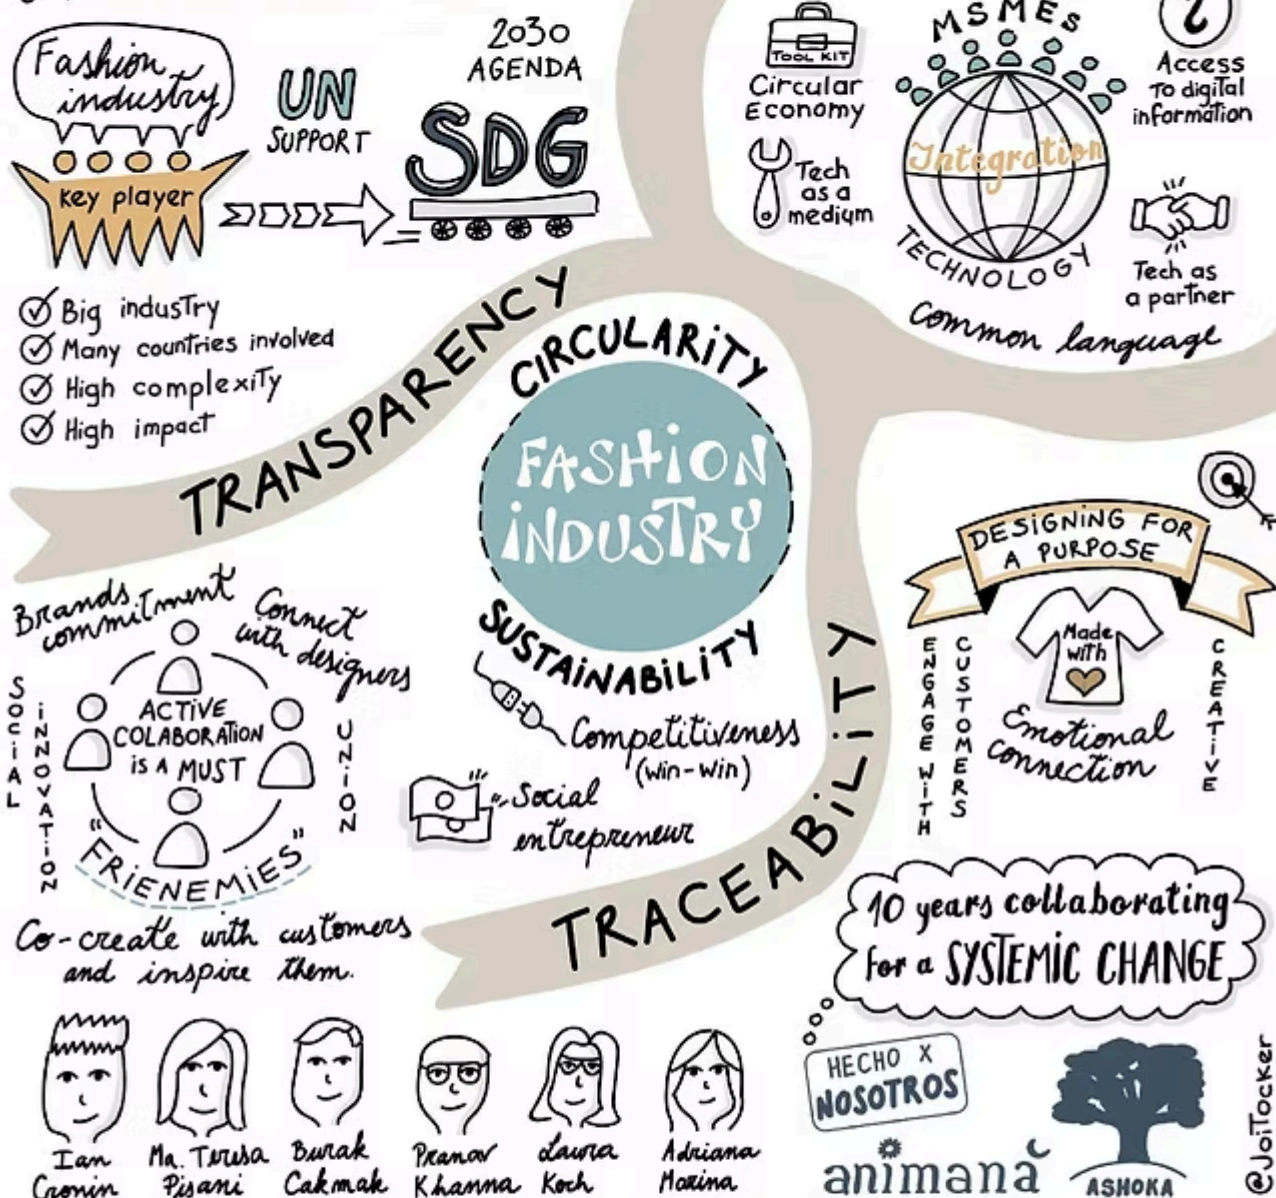 Fashion
industry
key player
UN
SUPPORT
2030
AGENDA
SDG
Big industry
Many countries involved
High complexity
High impact
TOOL KIT
Circular
Economy
Tech
as a
medium
MSMEs
Integration
TECHNOLOGY
i
Access
To digital
information
Tech as
a partner
common language
TRANSPARENCY
CIRCULARITY
FASHION
INDUSTRY
SUSTAINABILITY
Competitiveness
(win-win)
Social
entrepreneur
TRACEABILITY
Brands
commitment
Connect
with designers
SOCIAL
INNOVATION
ACTIVE
COLABORATION
is A MUST
UNION
"FRIENEMIES"
Co-create with customers
and inspire them.
DESIGNING FOR
A PURPOSE
Made
with
Emotional
connection
ENGAGE WITH
CUSTOMERS
CREATIVE
10 years collaborating
for a SYSTEMIC CHANGE
HECHO X
NOSOTROS
animaná
ASHOKA
@JoiTocker
Ian
Cronin
Ma. Teresa
Pisani
Burak
Cakmak
Pranav
Khanna
Laura
Koch
Adriana
Marina